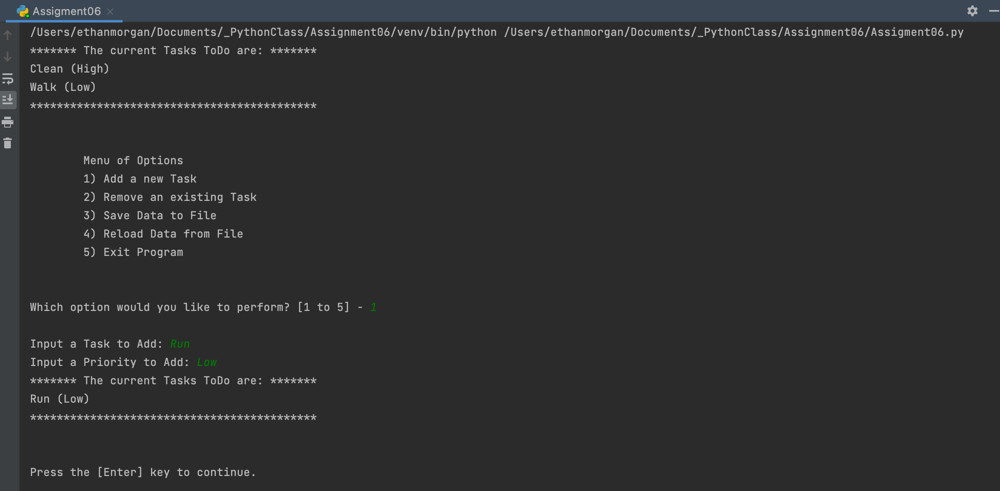 Assigment06
/Users/ethanmorgan/Documents/_PythonClass/Assignment06/venv/bin/python /Users/ethanmorgan/Documents/_PythonClass/Assignment06/Assigment06.py
******* The current Tasks ToDo are: *******
Clean (High)
Walk (Low)
*******************************************
Menu of Options
1) Add a new Task
2) Remove an existing Task
3) Save Data to File
4) Reload Data from File
5) Exit Program
Which option would you like to perform? [1 to 5] - 1
Input a Task to Add: Run
Input a Priority to Add: Low
******* The current Tasks ToDo are: *******
Run (Low)
*******************************************
Press the [Enter] key to continue.